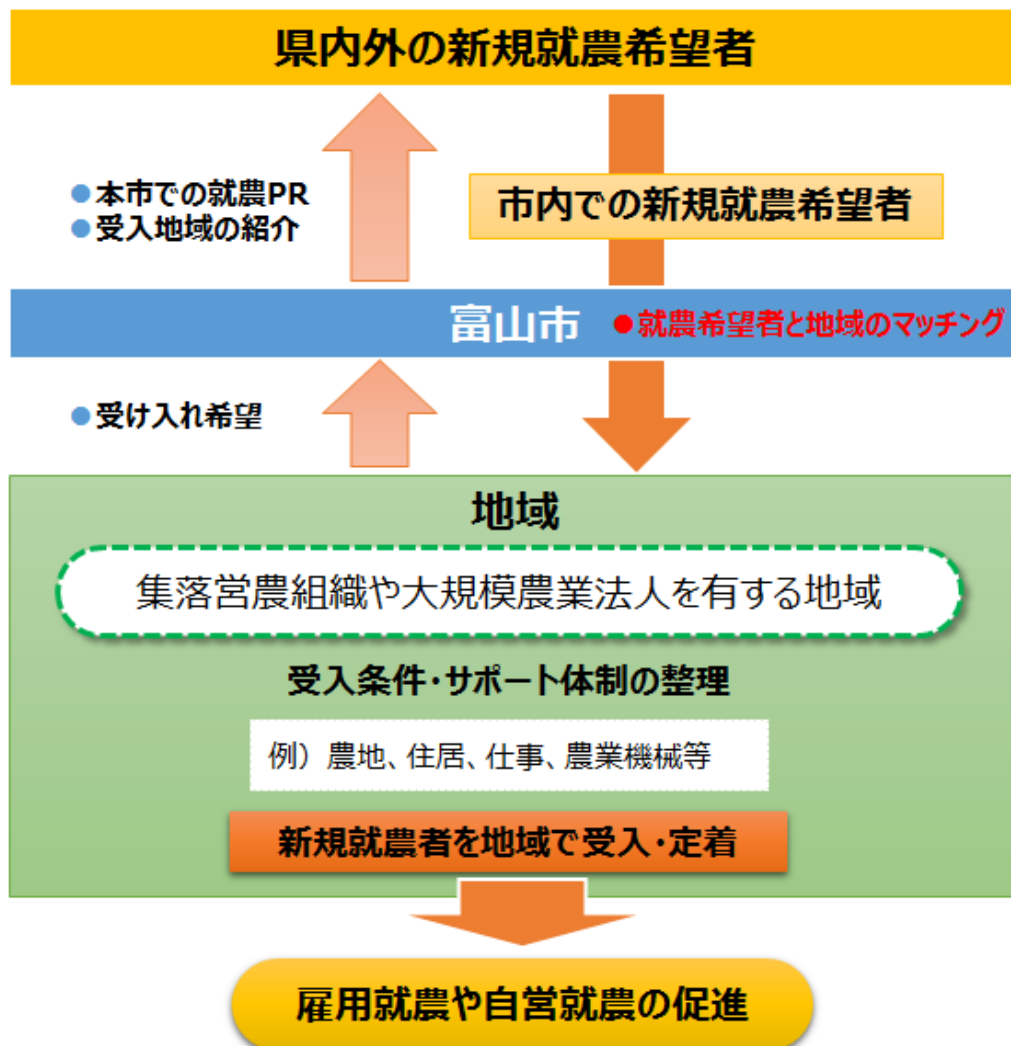 県内外の新規就農希望者
●本市での就農PR
●受入地域の紹介
市内での新規就農希望者
富山市
●就農希望者と地域のマッチング
●受け入れ希望
地域
集落営農組織や大規模農業法人を有する地域
受入条件・サポート体制の整理
例）農地、住居、仕事、農業機械等
新規就農者を地域で受入・定着
雇用就農や自営就農の促進